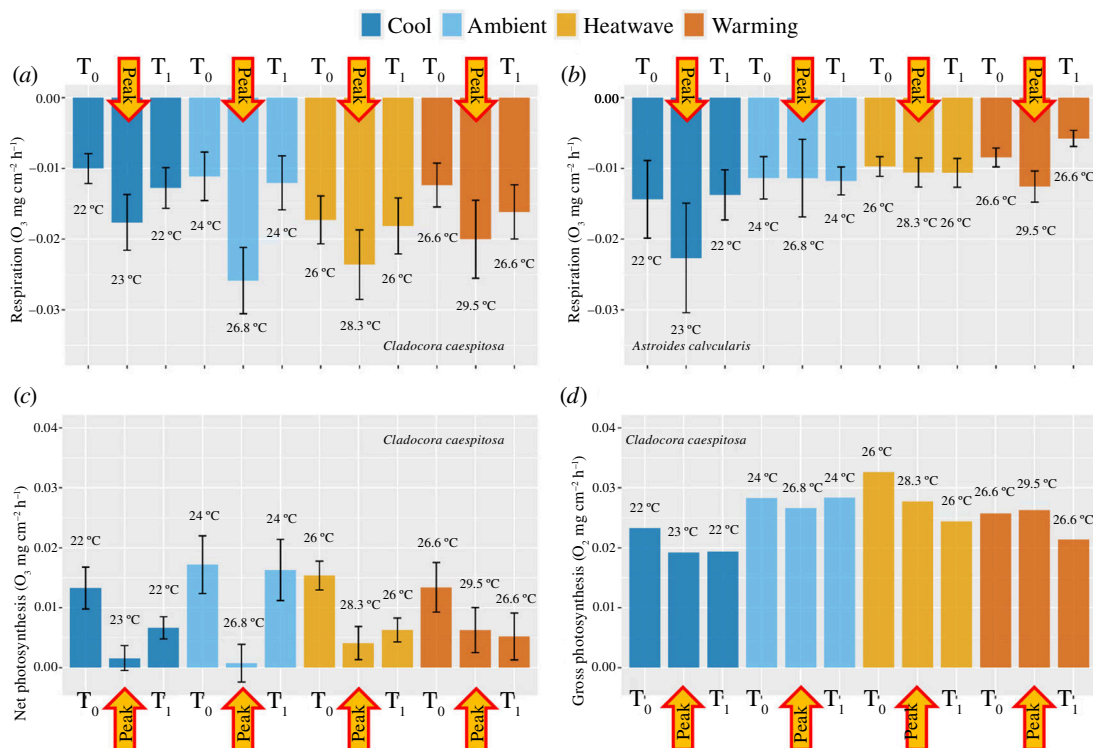 Cool Ambient Heatwave Warming
(a) T0 Peak T1 T0 Peak T1 T0 Peak T1 T0 Peak T1
(b) T0 Peak T1 T0 Peak T1 T0 Peak T1 T0 Peak T1
Respiration (O3 mg cm−2 h−1)
0.00
−0.01
−0.02
−0.03
22 °C
23 °C
22 °C
24 °C
26.8 °C
24 °C
26 °C
28.3 °C
26 °C
26.6 °C
29.5 °C
26.6 °C
Cladocora caespitosa
Respiration (O3 mg cm−2 h−1)
0.00
−0.01
−0.02
−0.03
22 °C
23 °C
22 °C
24 °C
26.8 °C
24 °C
26 °C
28.3 °C
26 °C
26.6 °C
29.5 °C
26.6 °C
Astroides calvcularis
(c)
Net photosynthesis (O3 mg cm−2 h−1)
0.04
0.03
0.02
0.01
0.00
Cladocora caespitosa
22 °C
23 °C
22 °C
24 °C
26.8 °C
24 °C
26 °C
28.3 °C
26 °C
26.6 °C
29.5 °C
26.6 °C
T0 Peak T1 T0 Peak T1 T0 Peak T1 T0 Peak T1
(d)
Gross photosynthesis (O2 mg cm−2 h−1)
0.04
0.03
0.02
0.01
0.00
Cladocora caespitosa
22 °C
23 °C
22 °C
24 °C
26.8 °C
24 °C
26 °C
28.3 °C
26 °C
26.6 °C
29.5 °C
26.6 °C
T0 Peak T1 T0 Peak T1 T0 Peak T1 T0 Peak T1